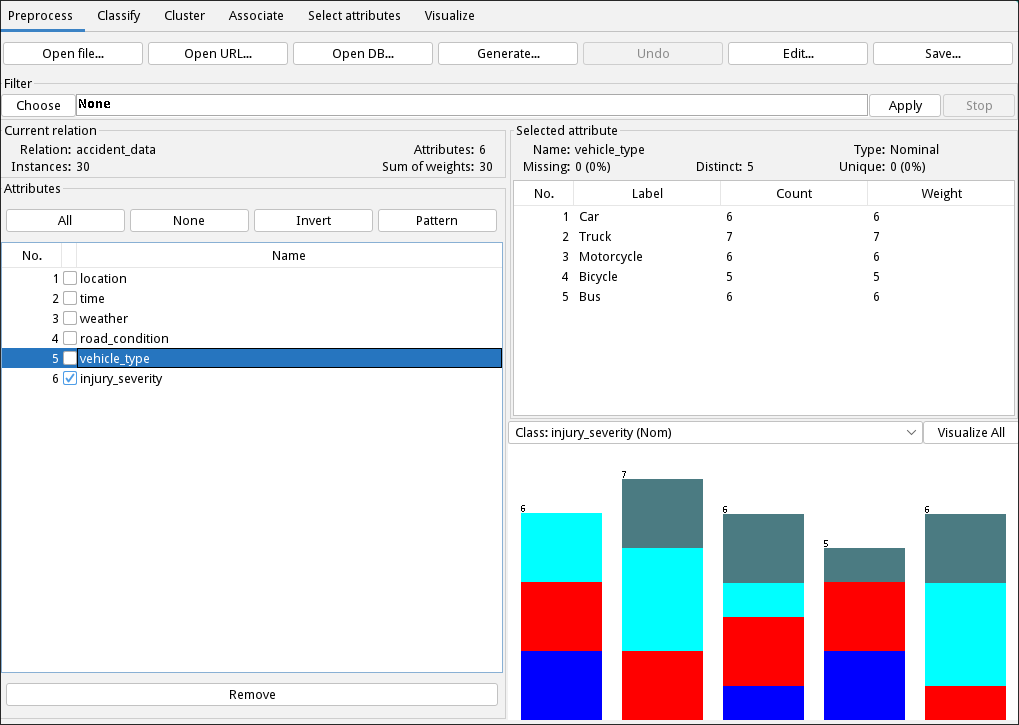 Preprocess Classify Cluster Associate Select attributes Visualize
Open file... Open URL... Open DB... Generate... Undo Edit... Save...
Filter
Choose None Apply Stop
Current relation
Relation: accident_data Attributes: 6
Instances: 30 Sum of weights: 30
Attributes
All None Invert Pattern
No. Name
1 location
2 time
3 weather
4 road_condition
5 vehicle_type
6 injury_severity
Remove
Selected attribute
Name: vehicle_type Type: Nominal
Missing: 0 (0%) Distinct: 5 Unique: 0 (0%)
No. Label Count Weight
1 Car 6 6
2 Truck 7 7
3 Motorcycle 6 6
4 Bicycle 5 5
5 Bus 6 6
Class: injury_severity (Nom) Visualize All
6 7 6 5 6